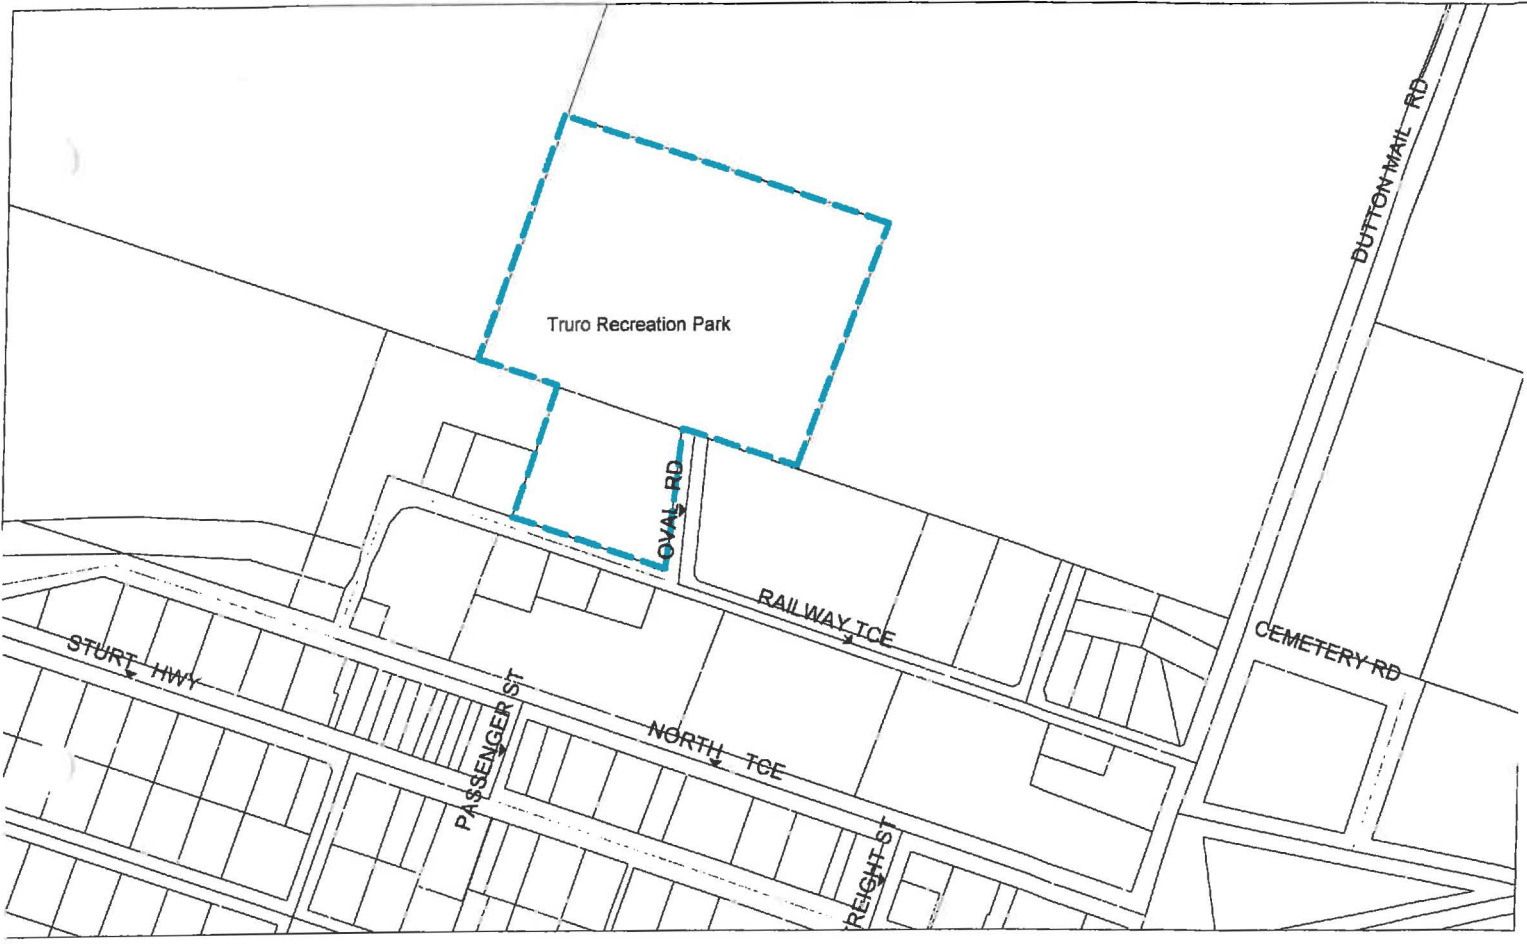 DUTTON MAIL RD
Truro Recreation Park
OVAL RD
RAILWAY TCE
CEMETERY RD
STURT HWY
PASSENGER ST
NORTH TCE
REIGHT ST